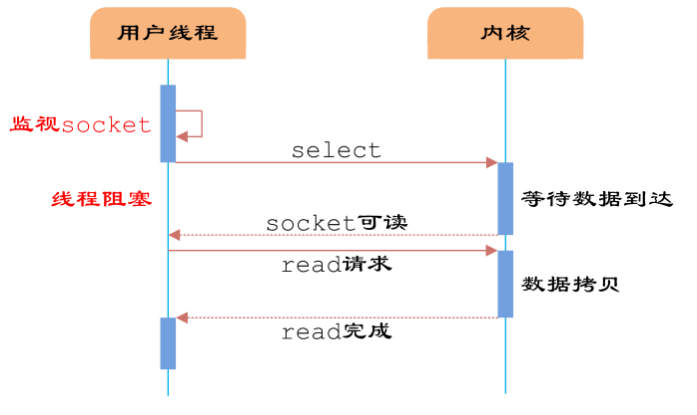 用户线程
内核
监视socket
select
线程阻塞
等待数据到达
socket可读
read请求
数据拷贝
read完成